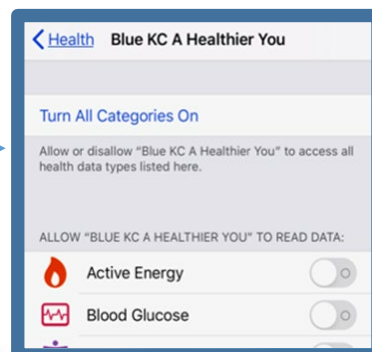 Health Blue KC A Healthier You
Turn All Categories On
Allow or disallow “Blue KC A Healthier You” to access all
health data types listed here.
ALLOW “BLUE KC A HEALTHIER YOU” TO READ DATA:
Active Energy
Blood Glucose